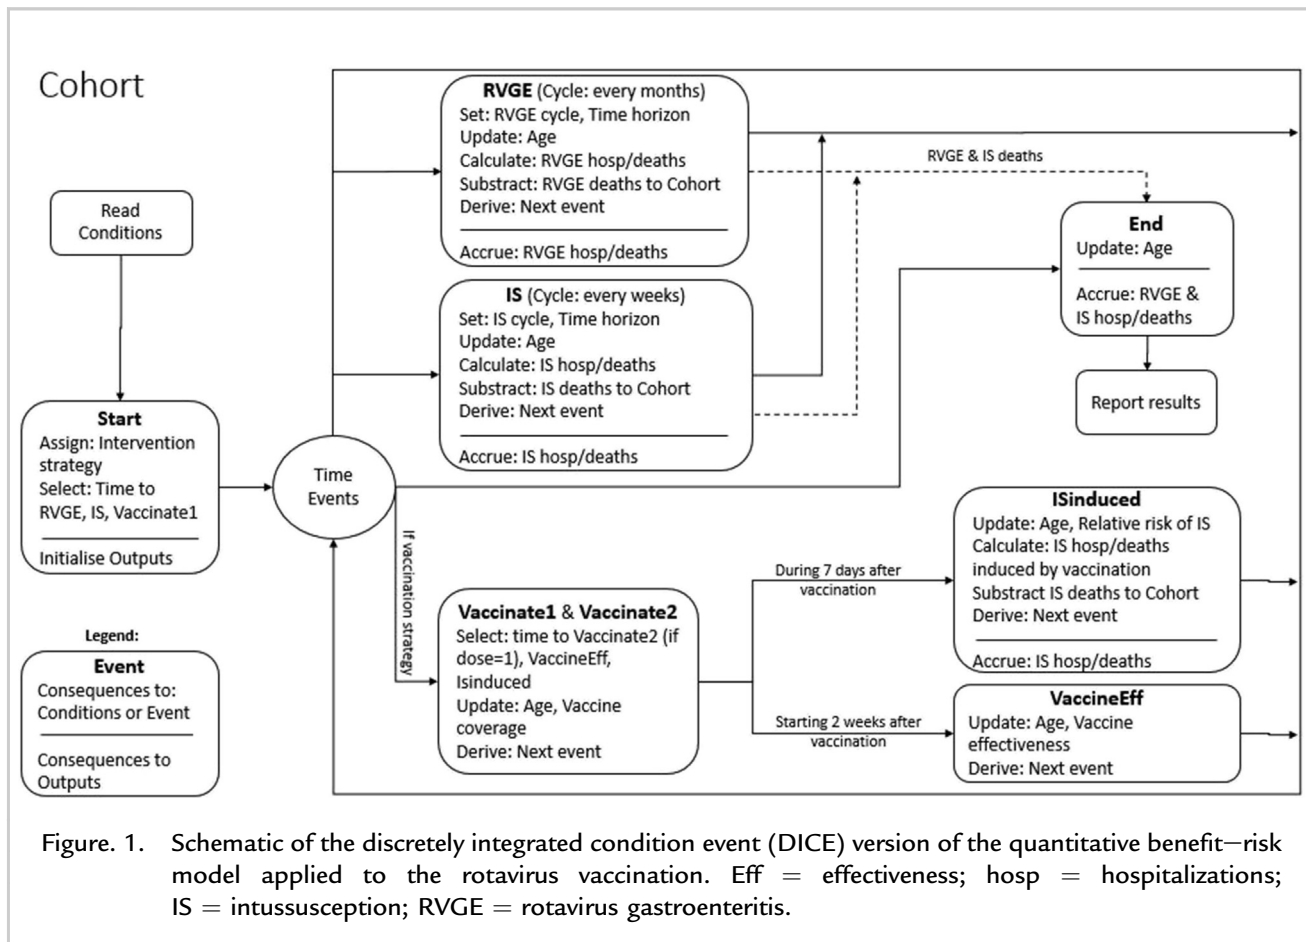 Cohort
RVGE (Cycle: every months)
Set: RVGE cycle, Time horizon
Update: Age
Calculate: RVGE hosp/deaths
Substract: RVGE deaths to Cohort
Derive: Next event
Accrue: RVGE hosp/deaths
RVGE & IS deaths
Read
Conditions
End
Update: Age
Accrue: RVGE &
IS hosp/deaths
IS (Cycle: every weeks)
Set: IS cycle, Time horizon
Update: Age
Calculate: IS hosp/deaths
Substract: IS deaths to Cohort
Derive: Next event
Accrue: IS hosp/deaths
Report results
Start
Assign: Intervention
strategy
Select: Time to
RVGE, IS, Vaccinate1
Initialise Outputs
Time
Events
If vaccination strategy
ISinduced
Update: Age, Relative risk of IS
Calculate: IS hosp/deaths
induced by vaccination
Substract IS deaths to Cohort
Derive: Next event
Accrue: IS hosp/deaths
During 7 days after
vaccination
Vaccinate1 & Vaccinate2
Select: time to Vaccinate2 (if
dose=1), VaccineEff,
Isinduced
Update: Age, Vaccine
coverage
Derive: Next event
Starting 2 weeks after
vaccination
VaccineEff
Update: Age, Vaccine
effectiveness
Derive: Next event
Legend:
Event
Consequences to:
Conditions or Event
Consequences to
Outputs
Figure. 1. Schematic of the discretely integrated condition event (DICE) version of the quantitative benefit–risk
model applied to the rotavirus vaccination. Eff = effectiveness; hosp = hospitalizations;
IS = intussusception; RVGE = rotavirus gastroenteritis.